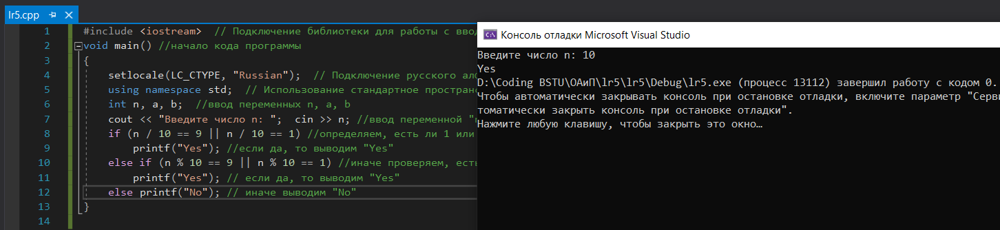 lr5.cpp
1 #include <iostream> // Подключение библиотеки для работы с ввод
2 void main() //начало кода программы
3 {
4 setlocale(LC_CTYPE, "Russian"); // Подключение русского ал
5 using namespace std; // Использование стандартное простран
6 int n, a, b; //ввод переменных n, a, b
7 cout << "Введите число n: "; cin >> n; //ввод переменной "
8 if (n / 10 == 9 || n / 10 == 1) //определяем, есть ли 1 или
9 printf("Yes"); //если да, то выводим "Yes"
10 else if (n % 10 == 9 || n % 10 == 1) //иначе проверяем, есть
11 printf("Yes"); // если да, то выводим "Yes"
12 else printf("No"); // иначе выводим "No"
13 }
14
C:\ Консоль отладки Microsoft Visual Studio
Введите число n: 10
Yes
D:\Coding BSTU\ОАиП\lr5\lr5\Debug\lr5.exe (процесс 13112) завершил работу с кодом 0.
Чтобы автоматически закрывать консоль при остановке отладки, включите параметр "Серви
томатически закрыть консоль при остановке отладки".
Нажмите любую клавишу, чтобы закрыть это окно…